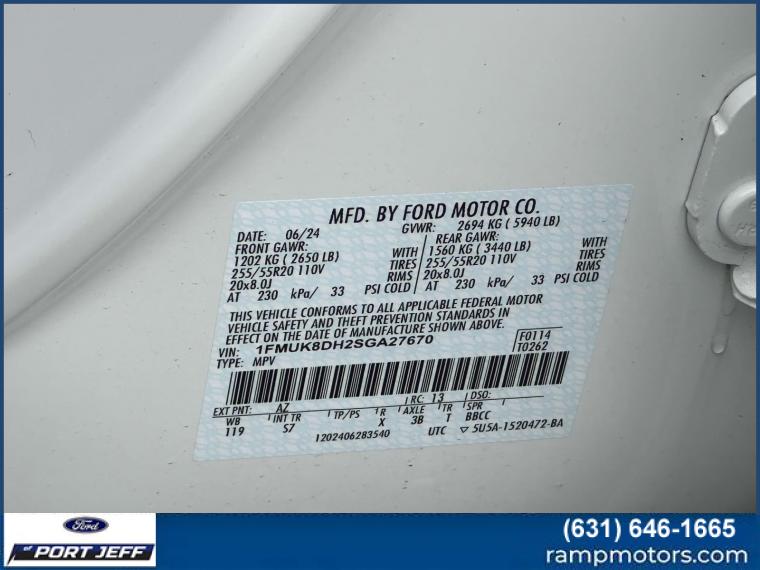 MFD. BY FORD MOTOR CO.
DATE: 06/24 GVWR: 2694 KG ( 5940 LB)
FRONT GAWR: REAR GAWR:
1202 KG ( 2650 LB) WITH 1560 KG ( 3440 LB) WITH
255/55R20 110V TIRES 255/55R20 110V TIRES
20x8.0J RIMS 20x8.0J RIMS
AT 230 kPa/ 33 PSI COLD AT 230 kPa/ 33 PSI COLD
THIS VEHICLE CONFORMS TO ALL APPLICABLE FEDERAL MOTOR
VEHICLE SAFETY AND THEFT PREVENTION STANDARDS IN
EFFECT ON THE DATE OF MANUFACTURE SHOWN ABOVE.
VIN: 1FMUK8DH2SGA27670 F0114
TYPE: MPV T0262
EXT PNT: AZ RC: 13 DSO:
WB INT TR TP/PS R AXLE TR SPR
119 S7 X 3B T BBCC
1202406283540 UTC ▽ 5U5A-1520472-BA
Ford
of PORT JEFF
(631) 646-1665
rampmotors.com